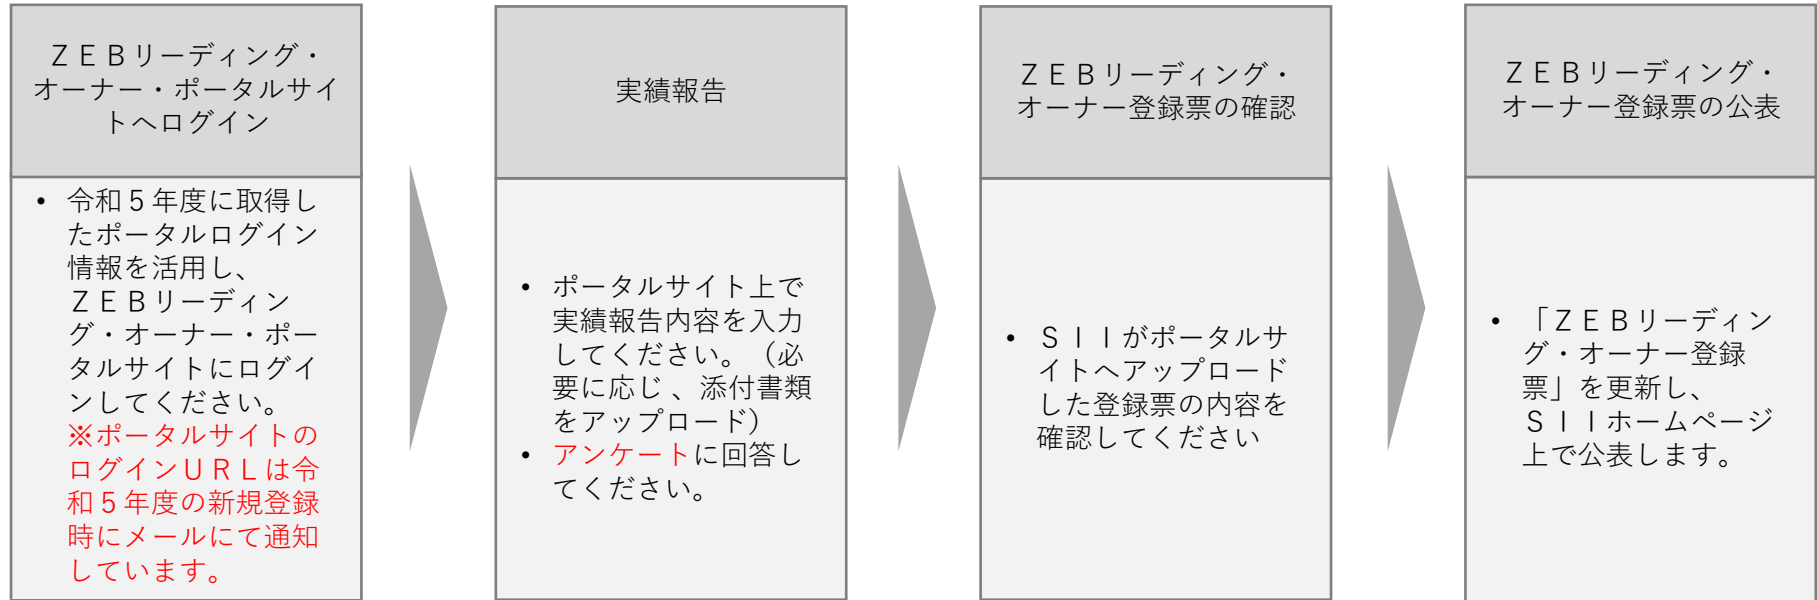 ＺＥＢリーディング・
オーナー・ポータルサイ
トへログイン
・ 令和５年度に取得し
たポータルログイン
情報を活用し、
ＺＥＢリーディン
グ・オーナー・ポー
タルサイトにログイ
ンしてください。
※ポータルサイトの
ログインＵＲＬは令
和５年度の新規登録
時にメールにて通知
しています。
実績報告
・ ポータルサイト上で
実績報告内容を入力
してください。（必
要に応じ、添付書類
をアップロード）
・ アンケートに回答し
てください。
ＺＥＢリーディング・
オーナー登録票の確認
・ ＳＩＩがポータルサ
イトへアップロード
した登録票の内容を
確認してください
ＺＥＢリーディング・
オーナー登録票の公表
・ 「ＺＥＢリーディン
グ・オーナー登録
票」を更新し、
ＳＩＩホームページ
上で公表します。